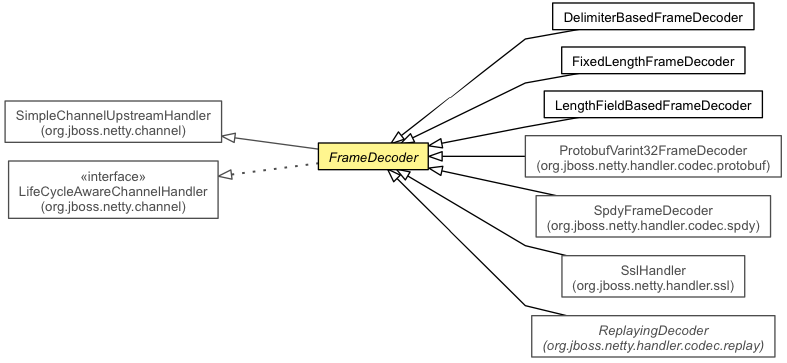 DelimiterBasedFrameDecoder
FixedLengthFrameDecoder
LengthFieldBasedFrameDecoder
SimpleChannelUpstreamHandler
(org.jboss.netty.channel)
FrameDecoder
ProtobufVarint32FrameDecoder
(org.jboss.netty.handler.codec.protobuf)
«interface»
LifeCycleAwareChannelHandler
(org.jboss.netty.channel)
SpdyFrameDecoder
(org.jboss.netty.handler.codec.spdy)
SslHandler
(org.jboss.netty.handler.ssl)
ReplayingDecoder
(org.jboss.netty.handler.codec.replay)